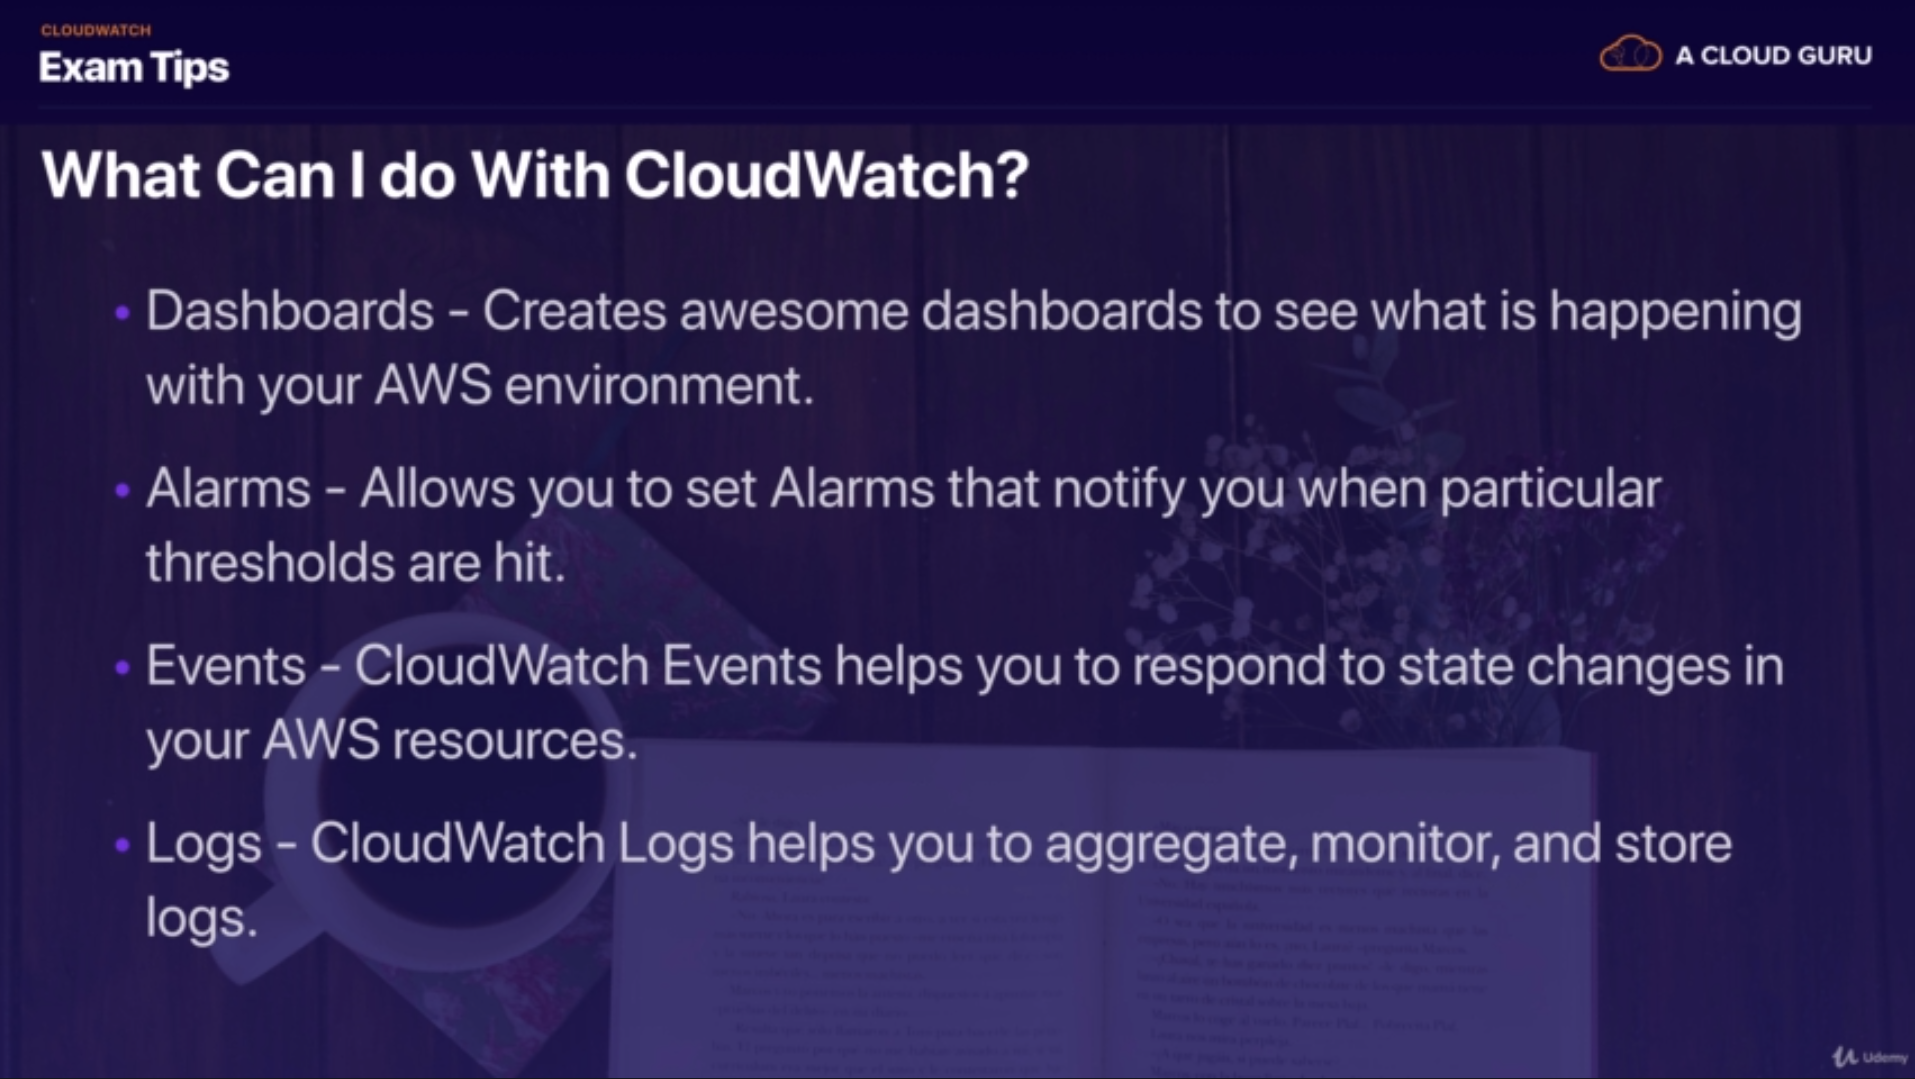 CLOUDWATCH
Exam Tips
A CLOUD GURU
What Can I do With CloudWatch?
• Dashboards - Creates awesome dashboards to see what is happening
with your AWS environment.
• Alarms - Allows you to set Alarms that notify you when particular
thresholds are hit.
• Events - CloudWatch Events helps you to respond to state changes in
your AWS resources.
• Logs - CloudWatch Logs helps you to aggregate, monitor, and store
logs.
Udemy